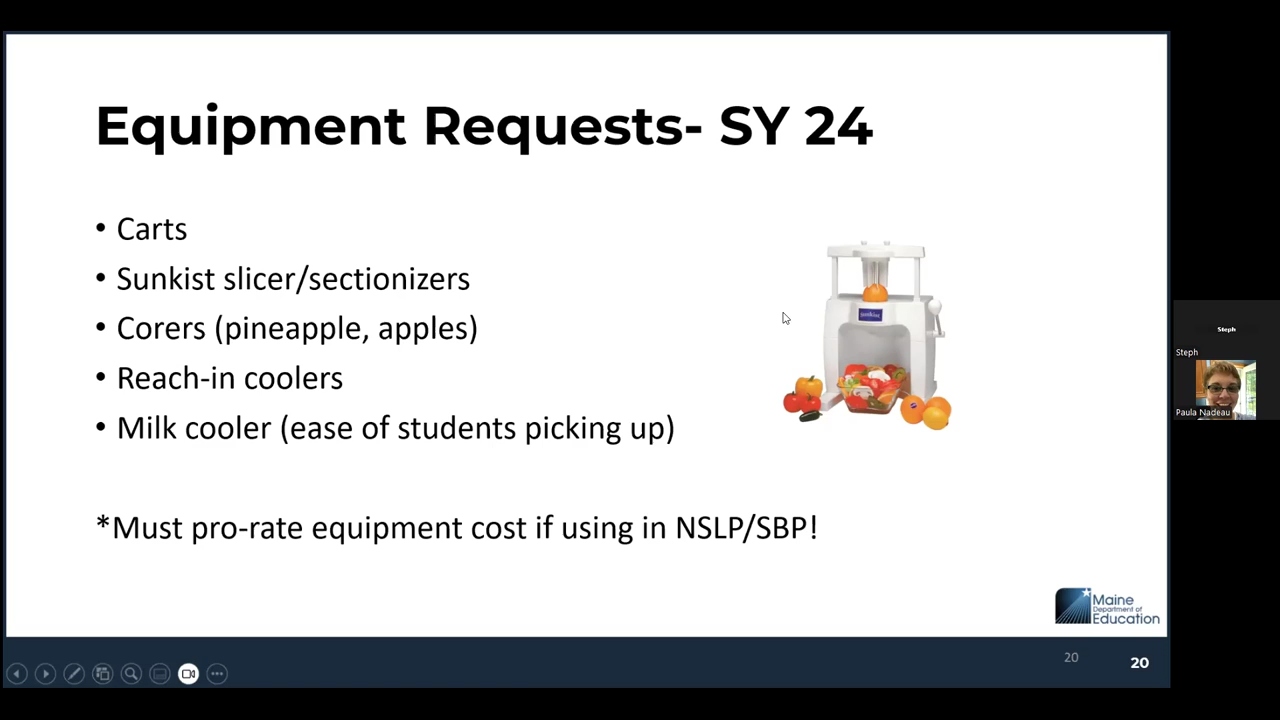 Equipment Requests- SY 24
• Carts
• Sunkist slicer/sectionizers
• Corers (pineapple, apples)
• Reach-in coolers
• Milk cooler (ease of students picking up)
*Must pro-rate equipment cost if using in NSLP/SBP!
Sunkist
Maine
Department of
Education
20
20
Steph
Steph
Paula Nadeau